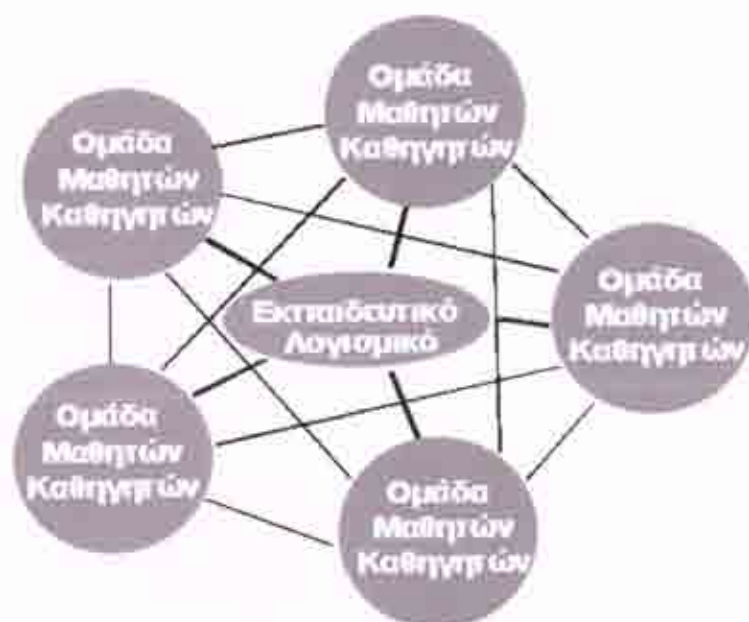 Ομάδα
Μαθητών
Καθηγητών
Ομάδα
Μαθητών
Καθηγητών
Εκπαιδευτικό
Λογισμικό
Ομάδα
Μαθητών
Καθηγητών
Ομάδα
Μαθητών
Καθηγητών
Ομάδα
Μαθητών
Καθηγητών